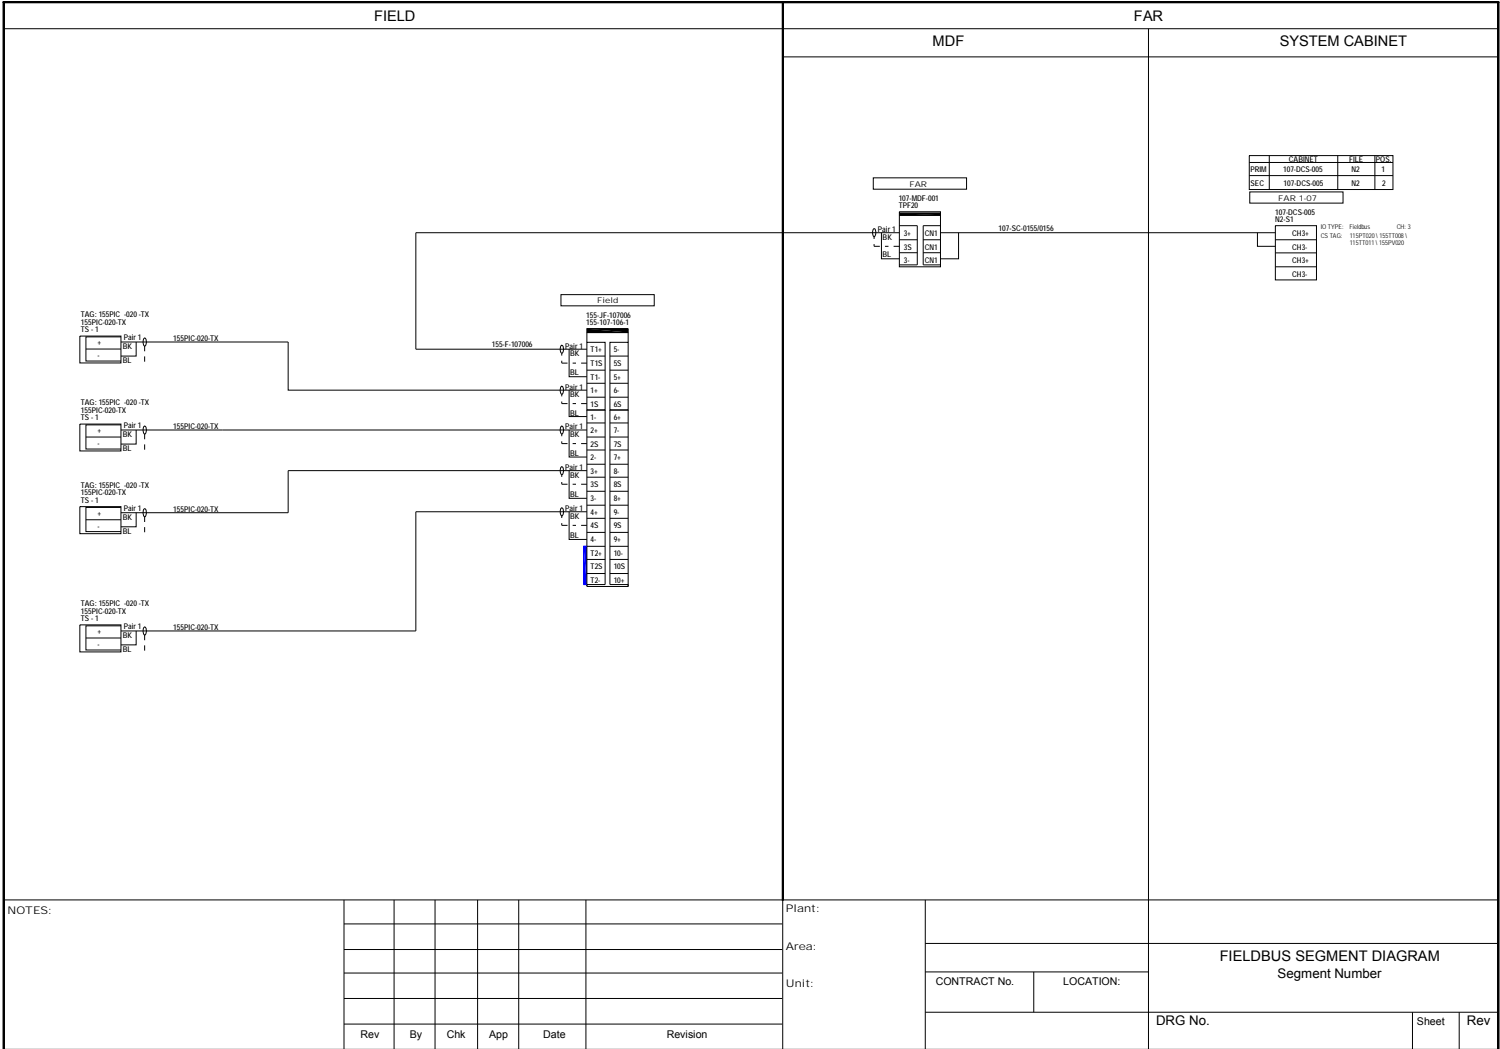 FIELD
FAR
MDF
SYSTEM CABINET
CABINET FILE POS.
PRIM 107-DCS-005 N2 1
SEC 107-DCS-005 N2 2
FAR 1-07
107-DCS-005
N2-S1
CH3+
CH3-
CH3+
CH3-
IO TYPE: Fieldbus CH: 3
CS TAG: 115PT020 \ 155TT008 \
115TT011 \ 155PV020
FAR
107-MDF-001
TPF20
Pair 1
BK
BL
3+ CN1
3S CN1
3- CN1
107-SC-0155/0156
Field
155-JF-107006
155-107-106-1
155-F-107006
Pair 1
BK
BL
T1+ 5-
T1S 5S
T1- 5+
Pair 1
BK
BL
1+ 6-
1S 6S
1- 6+
Pair 1
BK
BL
2+ 7-
2S 7S
2- 7+
Pair 1
BK
BL
3+ 8-
3S 8S
3- 8+
Pair 1
BK
BL
4+ 9-
4S 9S
4- 9+
T2+ 10-
T2S 10S
T2- 10+
TAG: 155PIC -020 -TX
155PIC-020-TX
TS - 1
+
-
Pair 1
BK
BL
155PIC-020-TX
TAG: 155PIC -020 -TX
155PIC-020-TX
TS - 1
+
-
Pair 1
BK
BL
155PIC-020-TX
TAG: 155PIC -020 -TX
155PIC-020-TX
TS - 1
+
-
Pair 1
BK
BL
155PIC-020-TX
TAG: 155PIC -020 -TX
155PIC-020-TX
TS - 1
+
-
Pair 1
BK
BL
155PIC-020-TX
NOTES:
Rev By Chk App Date Revision
Plant:
Area:
Unit:
CONTRACT No. LOCATION:
FIELDBUS SEGMENT DIAGRAM
Segment Number
DRG No. Sheet Rev